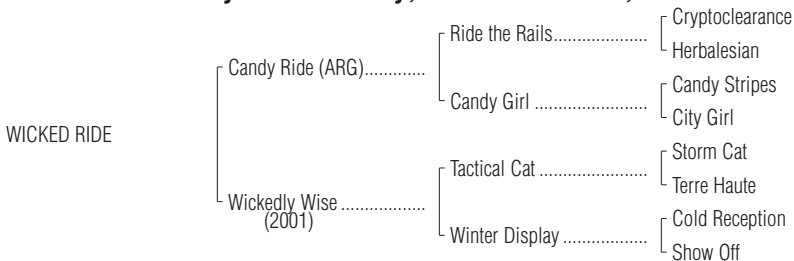 Cryptoclearance
Ride the Rails....................
Herbalesian
Candy Ride (ARG).............
Candy Stripes
Candy Girl ........................
City Girl
WICKED RIDE
Storm Cat
Tactical Cat ........................
Terre Haute
Wickedly Wise ..................
(2001)
Cold Reception
Winter Display ..................
Show Off